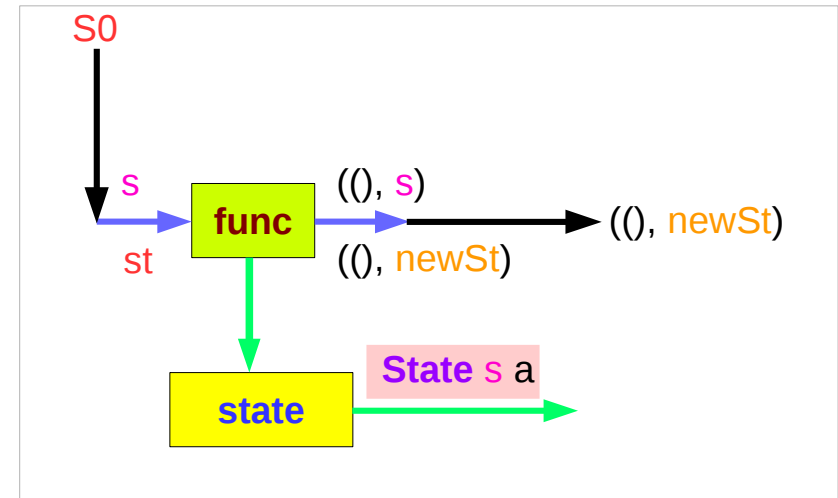 S0
s
((), s)
func
((), newSt)
st
((), newSt)
State s a
state